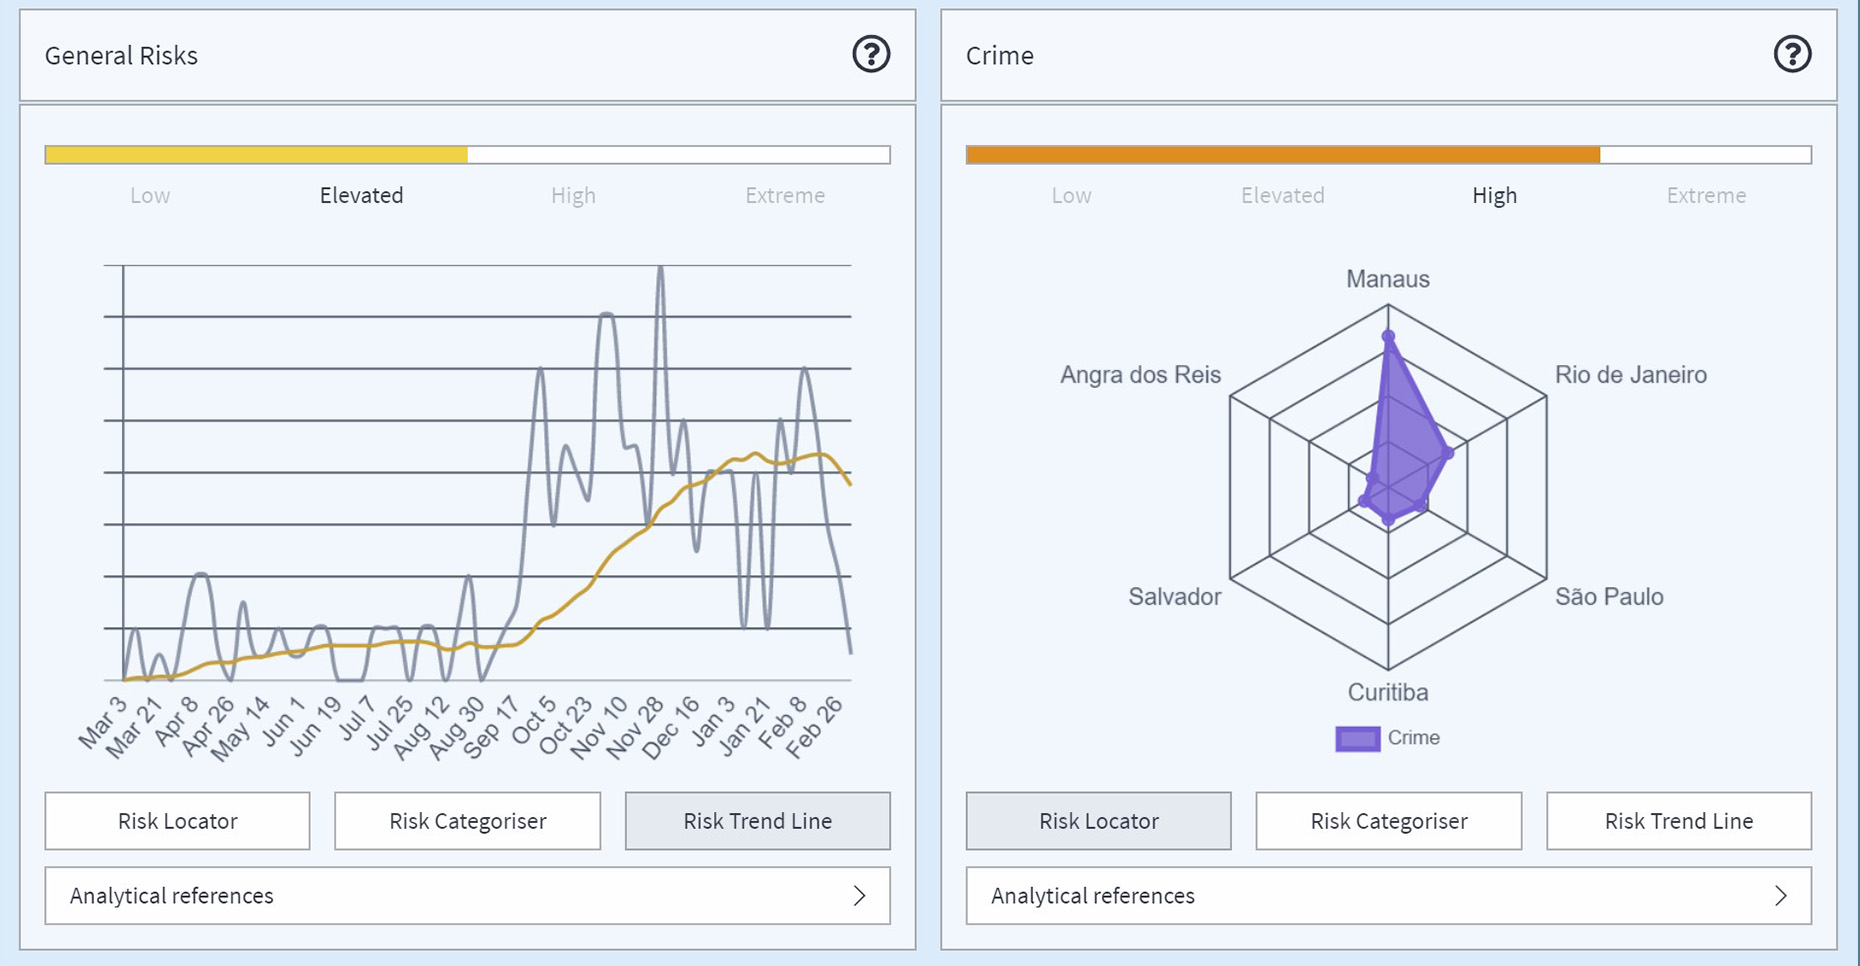 General Risks
Low Elevated High Extreme
Mar 3
Mar 21
Apr 8
Apr 26
May 14
Jun 1
Jun 19
Jul 7
Jul 25
Aug 12
Aug 30
Sep 17
Oct 5
Oct 23
Nov 10
Nov 28
Dec 16
Jan 3
Jan 21
Feb 8
Feb 26
Risk Locator
Risk Categoriser
Risk Trend Line
Analytical references
Crime
Low Elevated High Extreme
Manaus
Angra dos Reis
Rio de Janeiro
Salvador
São Paulo
Curitiba
Crime
Risk Locator
Risk Categoriser
Risk Trend Line
Analytical references